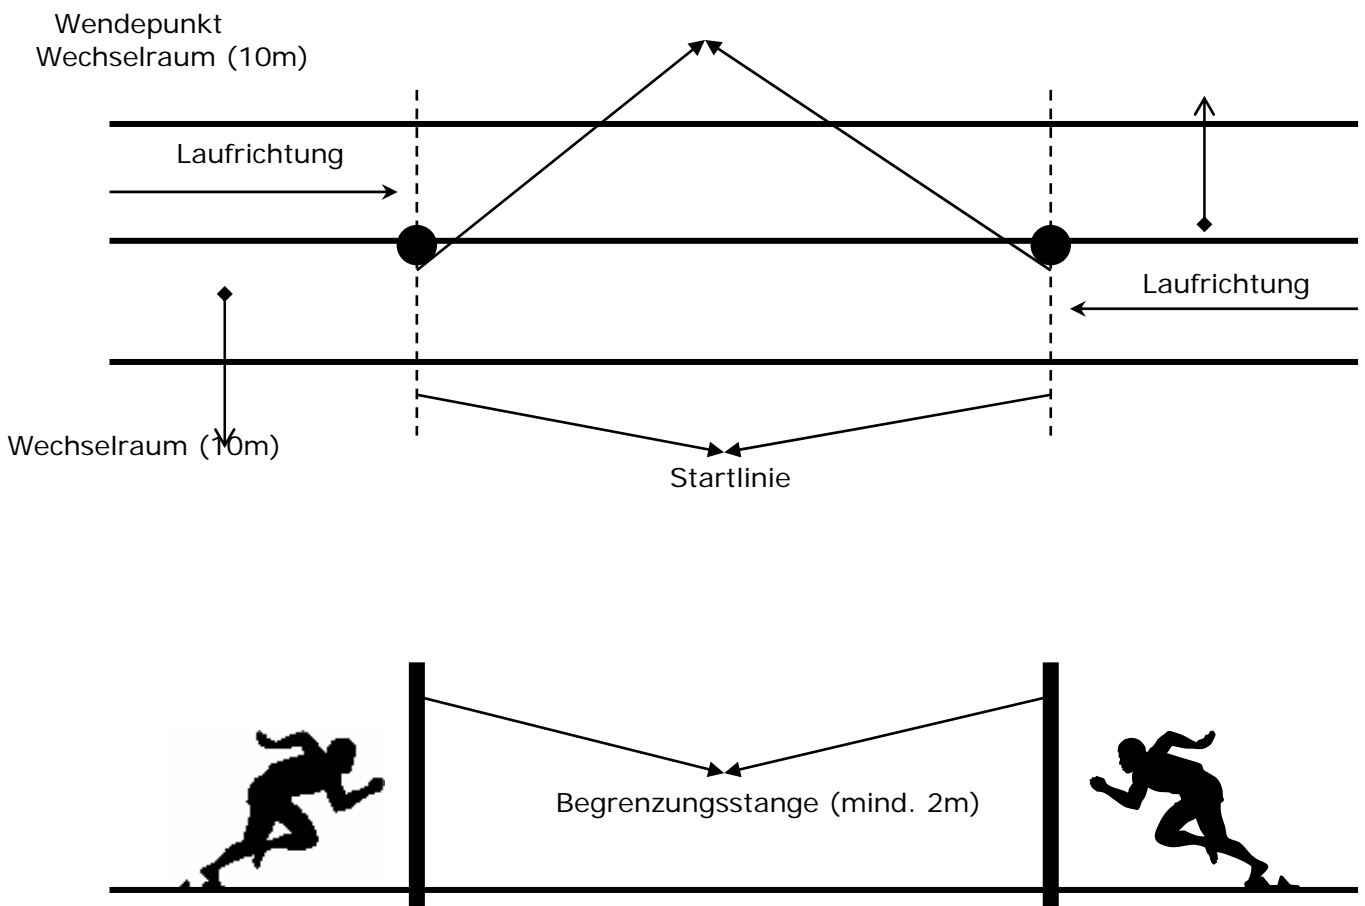 Wendepunkt
Wechselraum (10m)
Laufrichtung
Laufrichtung
Wechselraum (10m)
Startlinie
Begrenzungsstange (mind. 2m)